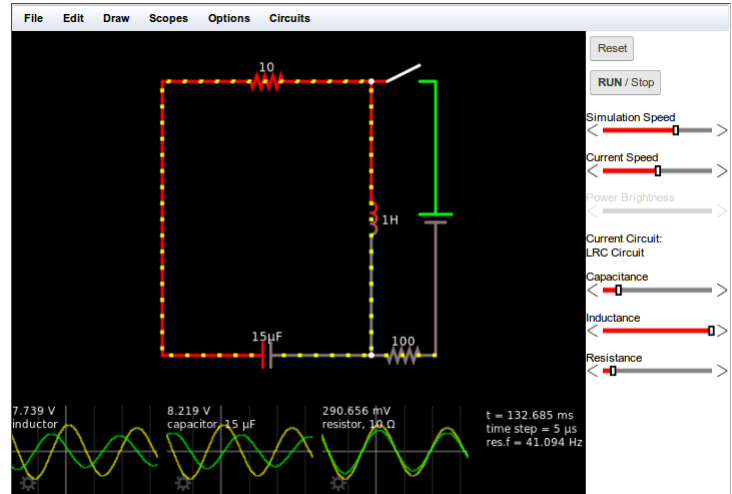 File Edit Draw Scopes Options Circuits
Reset
RUN / Stop
Simulation Speed
Current Speed
Power Brightness
Current Circuit:
LRC Circuit
Capacitance
Inductance
Resistance
10
1H
15µF
100
7.739 V
inductor
8.219 V
capacitor, 15 µF
290.656 mV
resistor, 10 Ω
t = 132.685 ms
time step = 5 µs
res.f = 41.094 Hz